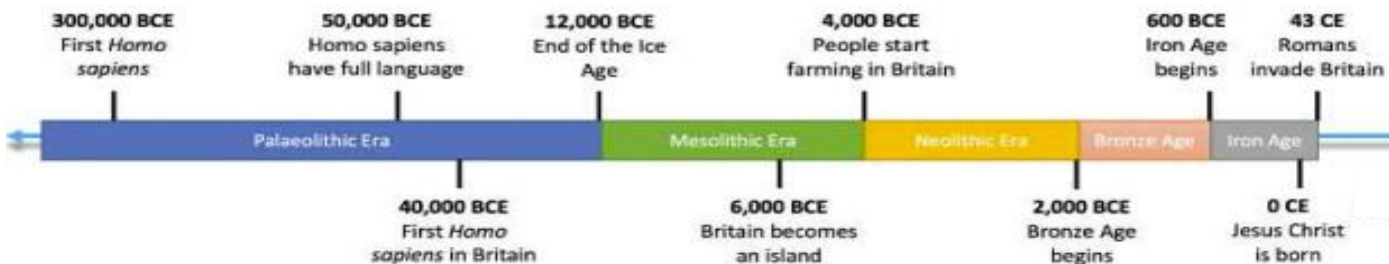 300,000 BCE
First Homo
sapiens
50,000 BCE
Homo sapiens
have full language
12,000 BCE
End of the Ice
Age
4,000 BCE
People start
farming in Britain
600 BCE
Iron Age
begins
43 CE
Romans
invade Britain
Palaeolithic Era
Mesolithic Era
Neolithic Era
Bronze Age
Iron Age
40,000 BCE
First Homo
sapiens in Britain
6,000 BCE
Britain becomes
an island
2,000 BCE
Bronze Age
begins
0 CE
Jesus Christ
is born